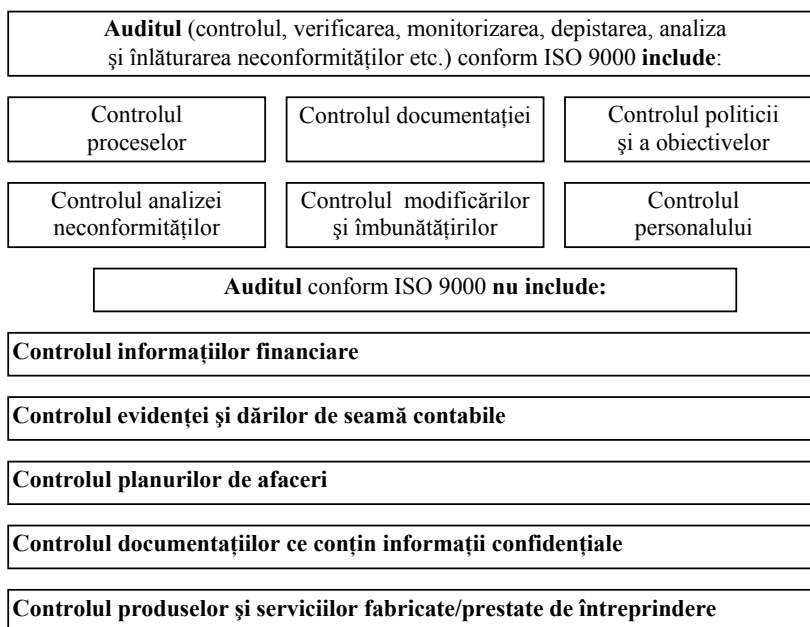 Auditul (controlul, verificarea, monitorizarea, depistarea, analiza
şi înlăturarea neconformităţilor etc.) conform ISO 9000 include:
Controlul
proceselor
Controlul documentaţiei
Controlul politicii
şi a obiectivelor
Controlul analizei
neconformităţilor
Controlul modificărilor
şi îmbunătăţirilor
Controlul
personalului
Auditul conform ISO 9000 nu include:
Controlul informaţiilor financiare
Controlul evidenţei şi dărilor de seamă contabile
Controlul planurilor de afaceri
Controlul documentaţiilor ce conţin informaţii confidenţiale
Controlul produselor şi serviciilor fabricate/prestate de întreprindere